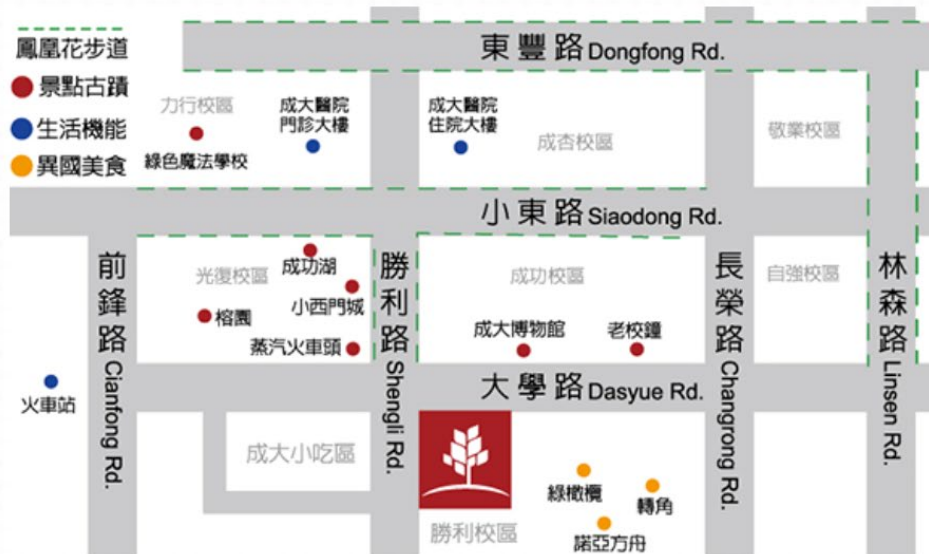 鳳凰花步道
景點古蹟
生活機能
異國美食
東豐路 Dongfong Rd.
力行校區
綠色魔法學校
成大醫院
門診大樓
成大醫院
住院大樓
成杏校區
敬業校區
小東路 Siaodong Rd.
前鋒路 Cianfong Rd.
光復校區
成功湖
小西門城
榕園
蒸汽火車頭
勝利路 Shengli Rd.
成功校區
成大博物館
老校鐘
長榮路 Changrong Rd.
自強校區
林森路 Linsen Rd.
火車站
大學路 Dasyue Rd.
成大小吃區
勝利校區
綠橄欖
轉角
諾亞方舟